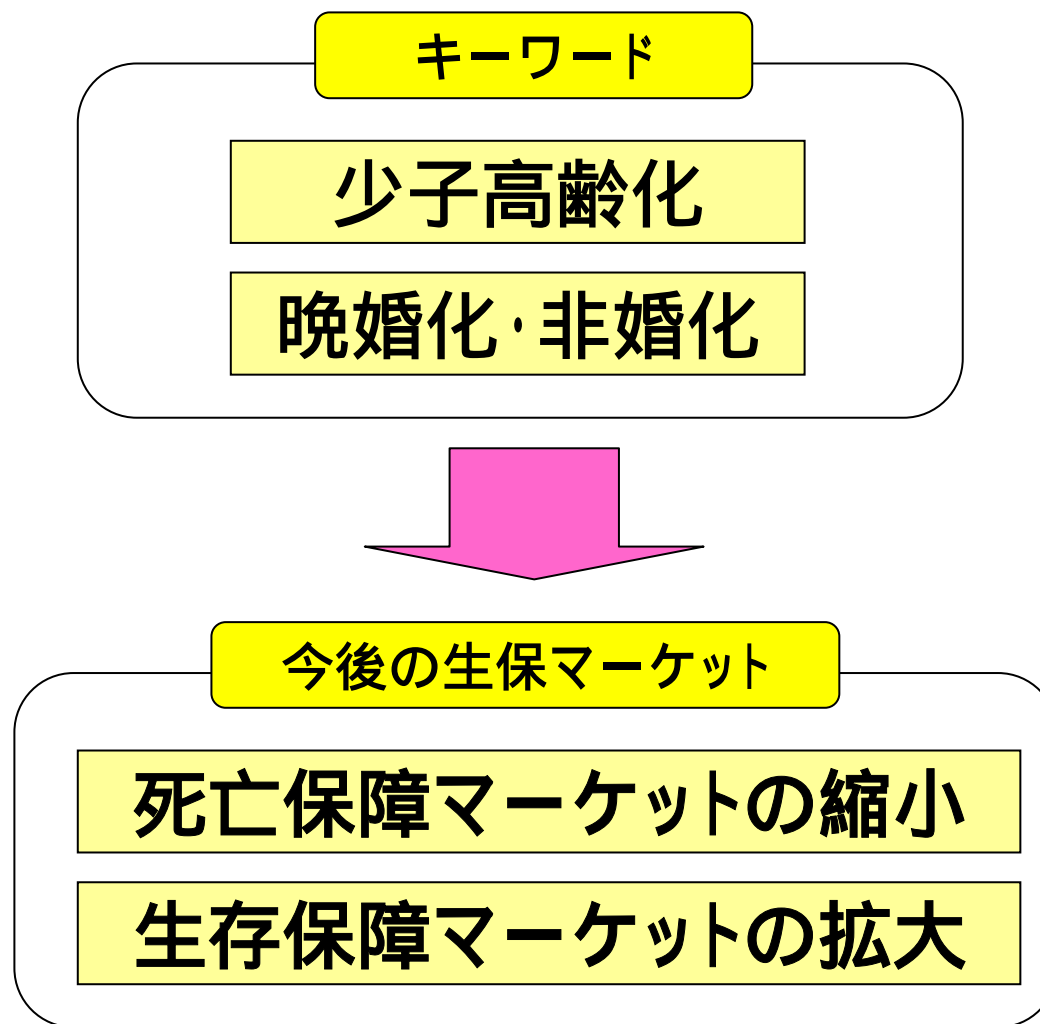 キーワード
少子高齢化
晩婚化・非婚化
今後の生保マーケット
死亡保障マーケットの縮小
生存保障マーケットの拡大